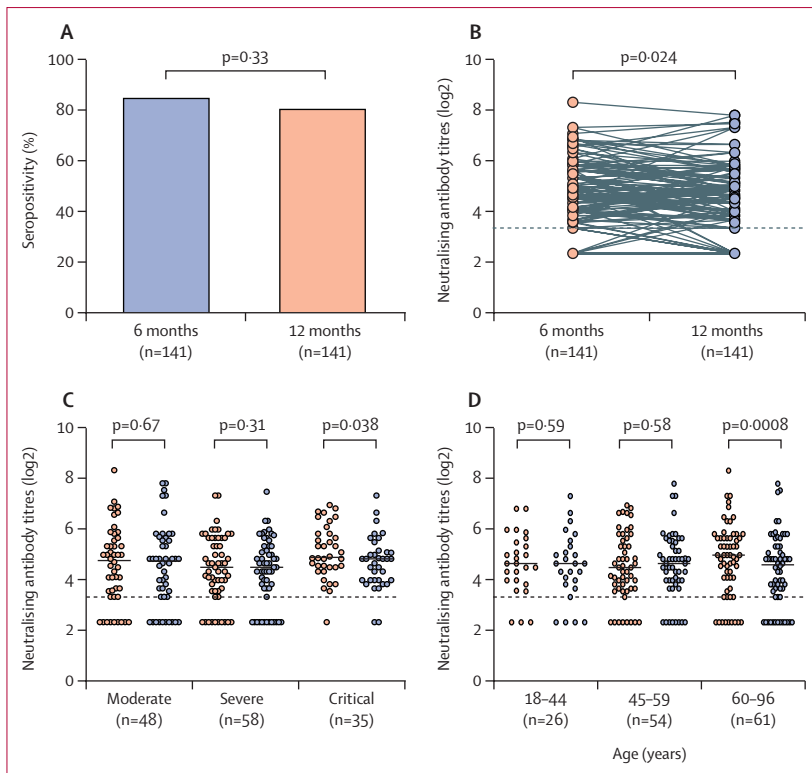 A
p=0·33
100
80
60
40
20
0
Seropositivity (%)
6 months
(n=141)
12 months
(n=141)
B
p=0·024
10
8
6
4
2
0
Neutralising antibody titres (log2)
6 months
(n=141)
12 months
(n=141)
C
p=0·67
p=0·31
p=0·038
10
8
6
4
2
0
Neutralising antibody titres (log2)
Moderate
(n=48)
Severe
(n=58)
Critical
(n=35)
D
p=0·59
p=0·58
p=0·0008
10
8
6
4
2
0
Neutralising antibody titres (log2)
18–44
(n=26)
45–59
(n=54)
60–96
(n=61)
Age (years)